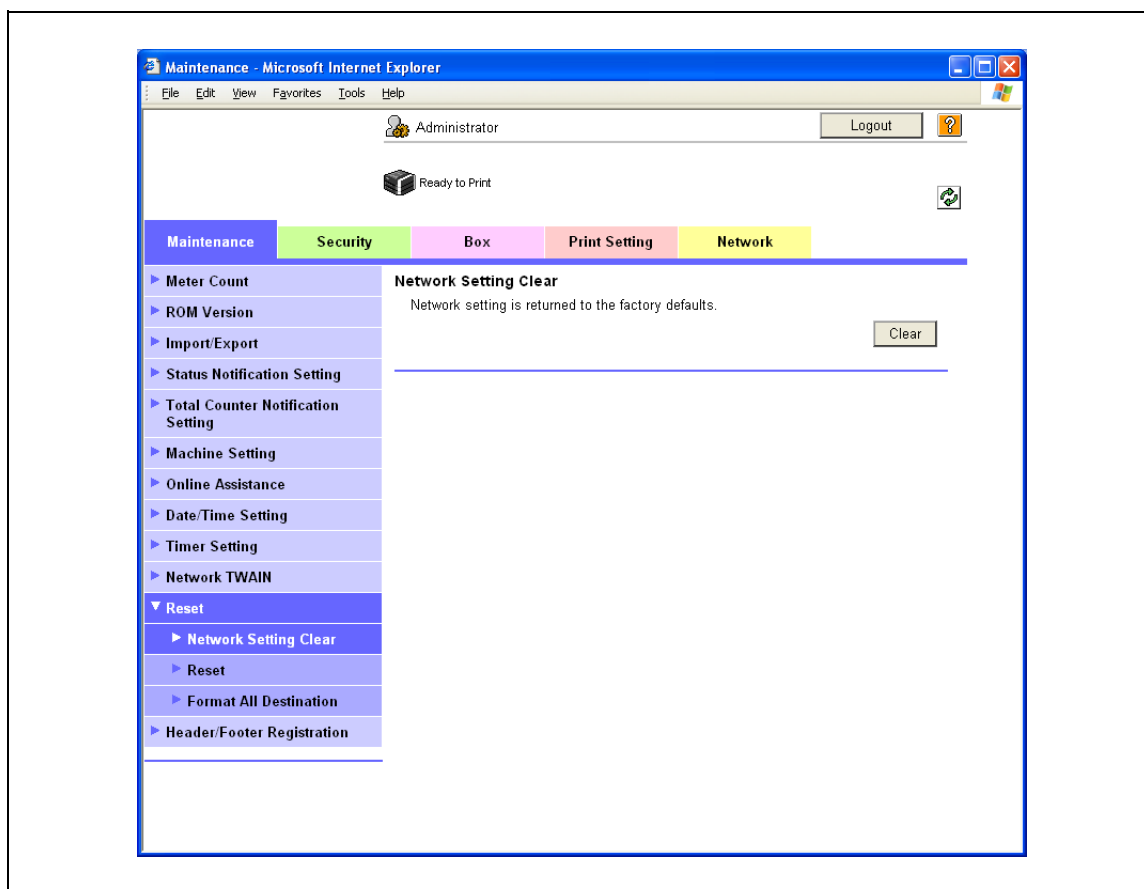 Maintenance - Microsoft Internet Explorer
File Edit View Favorites Tools Help
Administrator
Logout
?
Ready to Print
Maintenance Security Box Print Setting Network
Meter Count
ROM Version
Import/Export
Status Notification Setting
Total Counter Notification
Setting
Machine Setting
Online Assistance
Date/Time Setting
Timer Setting
Network TWAIN
Reset
Network Setting Clear
Reset
Format All Destination
Header/Footer Registration
Network Setting Clear
Network setting is returned to the factory defaults.
Clear